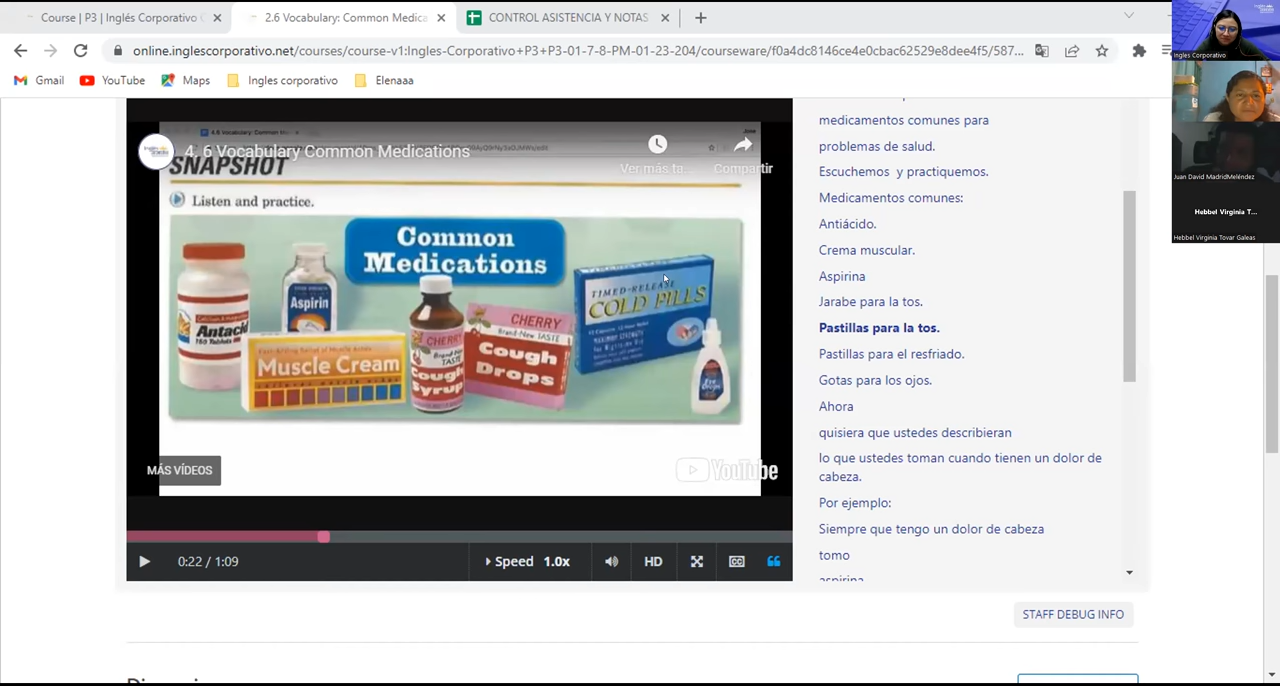 Course | P3 | Inglés Corporativo
2.6 Vocabulary: Common Medica
CONTROL ASISTENCIA Y NOTAS
online.inglescorporativo.net/courses/course-v1:Ingles-Corporativo+P3+P3-01-7-8-PM-01-23-204/courseware/f0a4dc8146ce4e0cbac62529e8dee4f5/587...
Gmail
YouTube
Maps
Ingles corporativo
Elenaaa
Ingles Corporativo
Juan David MadridMeléndez
Hebbel Virginia T...
Hebbel Virginia Tovar Galeas
4. 6 Vocabulary Common Medications
Ver más ta...
Compartir
SNAPSHOT
Listen and practice.
Common
Medications
Antacid
Aspirin
Muscle Cream
CHERRY
Cough
Syrup
CHERRY
Brand-New TASTE
Cough
Drops
TIMED-RELEASE
COLD PILLS
MÁS VÍDEOS
YouTube
0:22 / 1:09
Speed 1.0x
HD
medicamentos comunes para
problemas de salud.
Escuchemos y practiquemos.
Medicamentos comunes:
Antiácido.
Crema muscular.
Aspirina
Jarabe para la tos.
Pastillas para la tos.
Pastillas para el resfriado.
Gotas para los ojos.
Ahora
quisiera que ustedes describieran
lo que ustedes toman cuando tienen un dolor de
cabeza.
Por ejemplo:
Siempre que tengo un dolor de cabeza
tomo
aspirina
STAFF DEBUG INFO